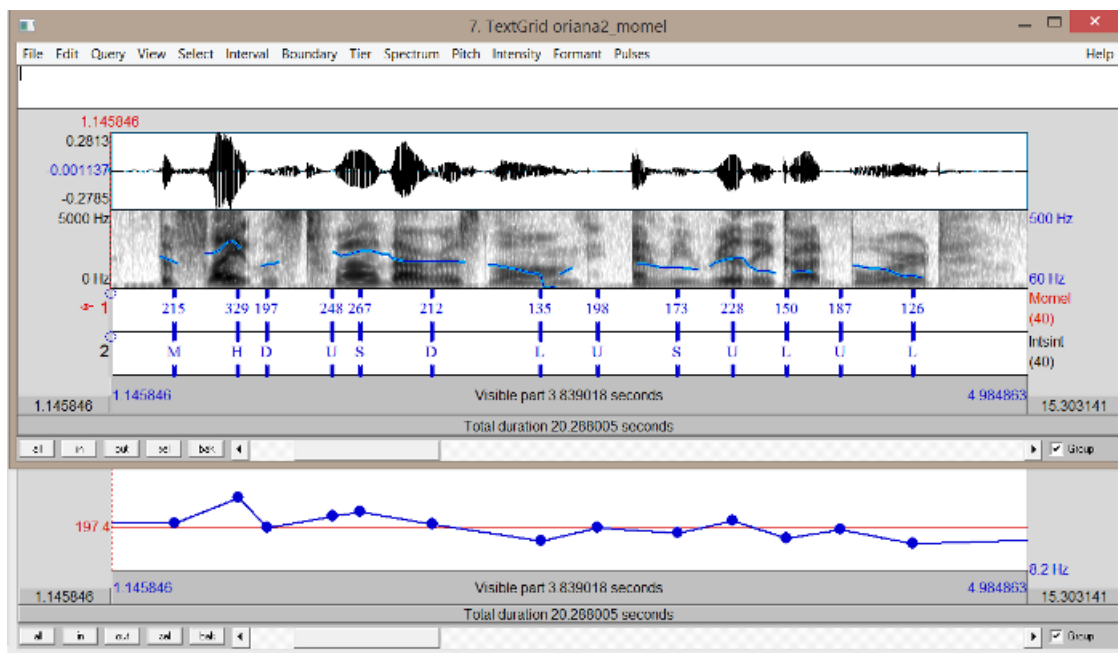 7. TextGrid oriana2_momel
File Edit Query View Select Interval Boundary Tier Spectrum Pitch Intensity Formant Pulses Help
1.145846
0.2813
-0.001137
-0.2785
5000 Hz 500 Hz
0 Hz 60 Hz
1 215 329 197 248 267 212 135 198 173 228 150 187 126 Momel
(40)
2 M H D U S D L U S U L U L Intsint
(40)
1.145846 Visible part 3.839018 seconds 4.984863
1.145846 15.303141
Total duration 20.288005 seconds
all in out sel bak Group
197.4
8.2 Hz
1.145846 Visible part 3.839018 seconds 4.984863
1.145846 15.303141
Total duration 20.288005 seconds
all in out sel bak Group